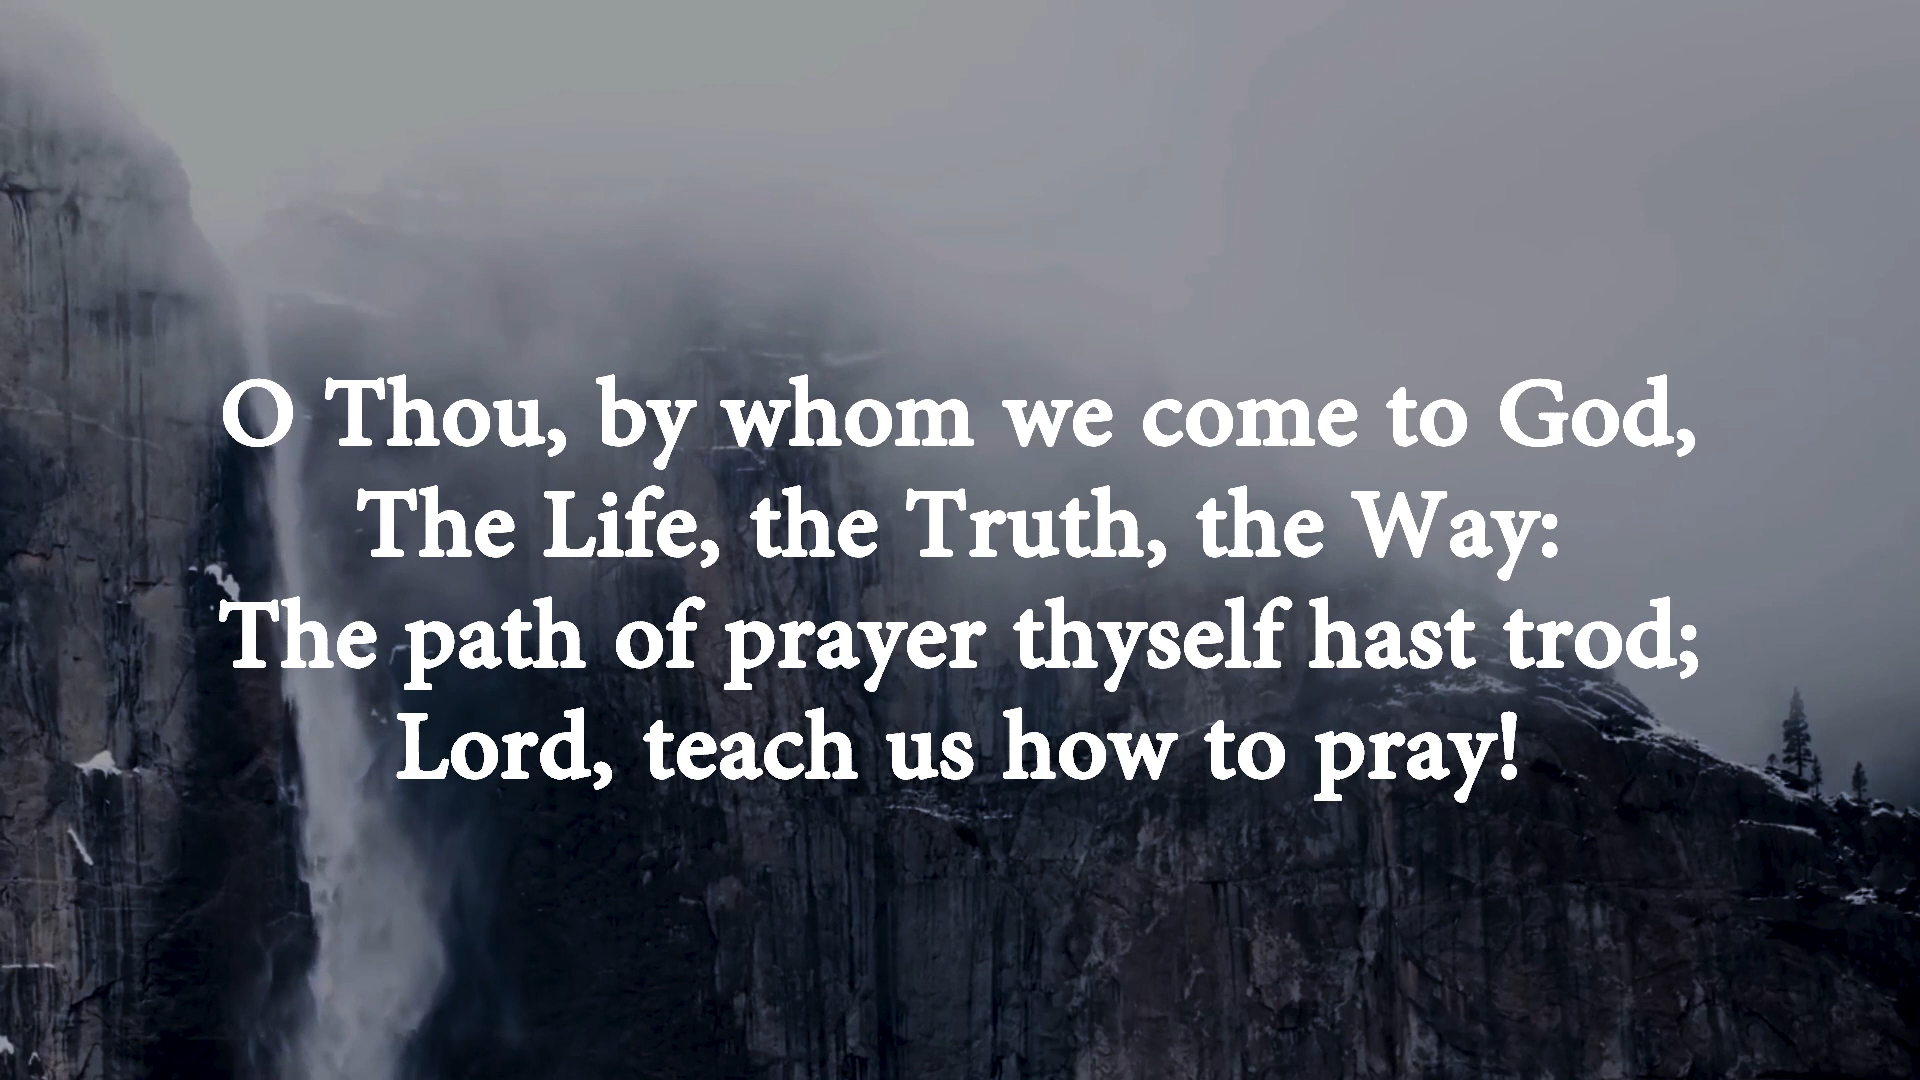 O Thou, by whom we come to God,
The Life, the Truth, the Way:
The path of prayer thyself hast trod;
Lord, teach us how to pray!